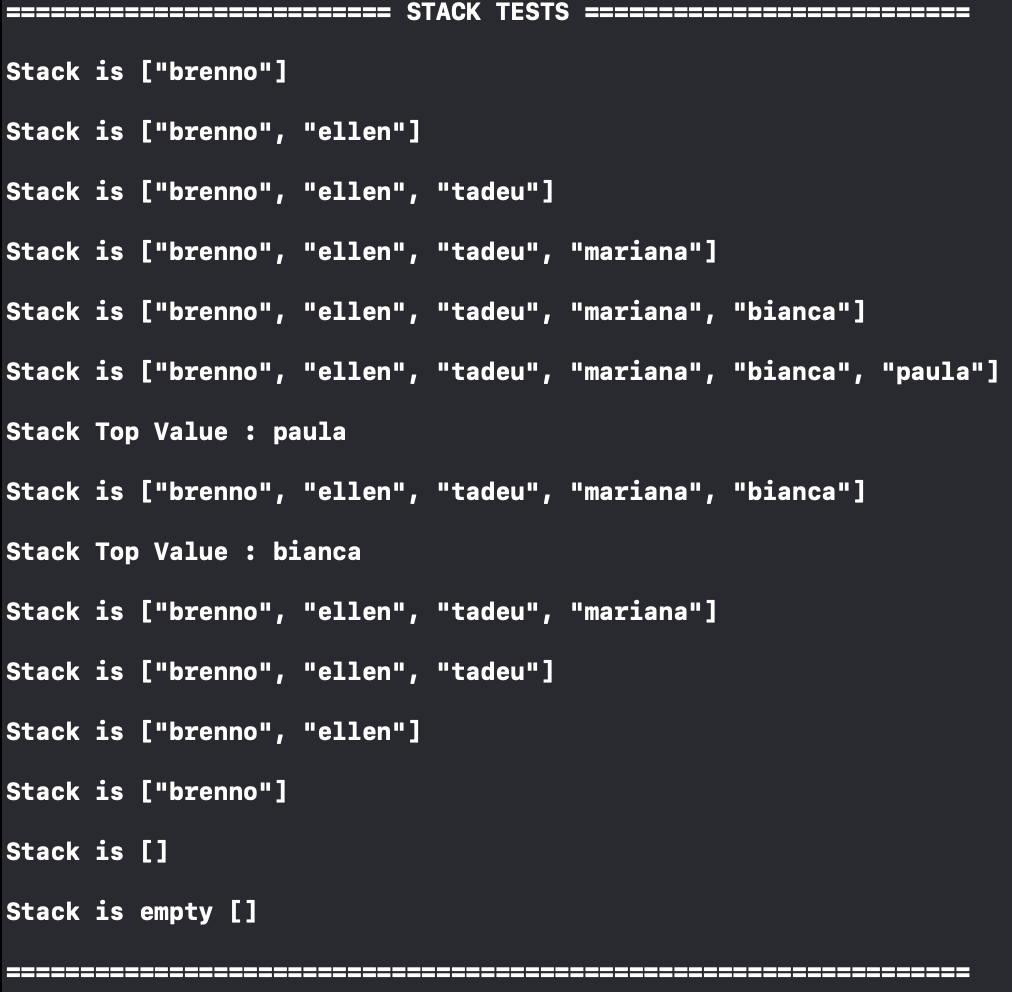 ========================== STACK TESTS ==========================
Stack is ["brenno"]
Stack is ["brenno", "ellen"]
Stack is ["brenno", "ellen", "tadeu"]
Stack is ["brenno", "ellen", "tadeu", "mariana"]
Stack is ["brenno", "ellen", "tadeu", "mariana", "bianca"]
Stack is ["brenno", "ellen", "tadeu", "mariana", "bianca", "paula"]
Stack Top Value : paula
Stack is ["brenno", "ellen", "tadeu", "mariana", "bianca"]
Stack Top Value : bianca
Stack is ["brenno", "ellen", "tadeu", "mariana"]
Stack is ["brenno", "ellen", "tadeu"]
Stack is ["brenno", "ellen"]
Stack is ["brenno"]
Stack is []
Stack is empty []
=================================================================